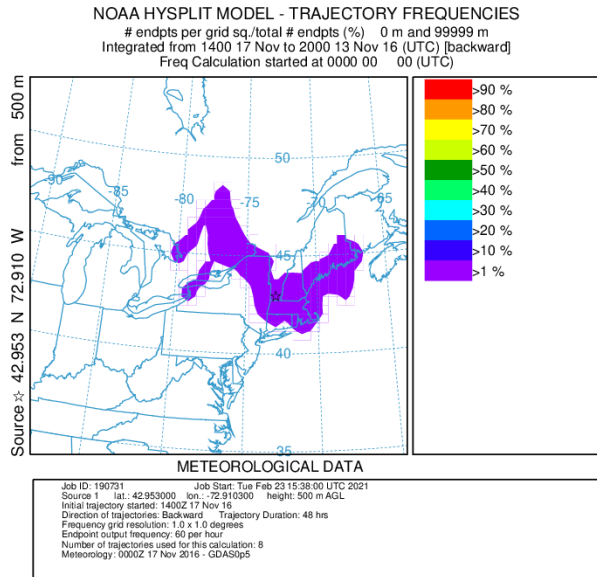 NOAA HYSPLIT MODEL - TRAJECTORY FREQUENCIES
# endpts per grid sq./total # endpts (%) 0 m and 99999 m
Integrated from 1400 17 Nov to 2000 13 Nov 16 (UTC) [backward]
Freq Calculation started at 0000 00 00 (UTC)
Source ☆ 42.953 N 72.910 W from 500 m
-90
-85
-80
-75
-70
-65
50
45
40
35
>90 %
>80 %
>70 %
>60 %
>50 %
>40 %
>30 %
>20 %
>10 %
>1 %
METEOROLOGICAL DATA
Job ID: 190731 Job Start: Tue Feb 23 15:38:00 UTC 2021
Source 1 lat.: 42.953000 lon.: -72.910300 height: 500 m AGL
Initial trajectory started: 1400Z 17 Nov 16
Direction of trajectories: Backward Trajectory Duration: 48 hrs
Frequency grid resolution: 1.0 x 1.0 degrees
Endpoint output frequency: 60 per hour
Number of trajectories used for this calculation: 8
Meteorology: 0000Z 17 Nov 2016 - GDAS0p5